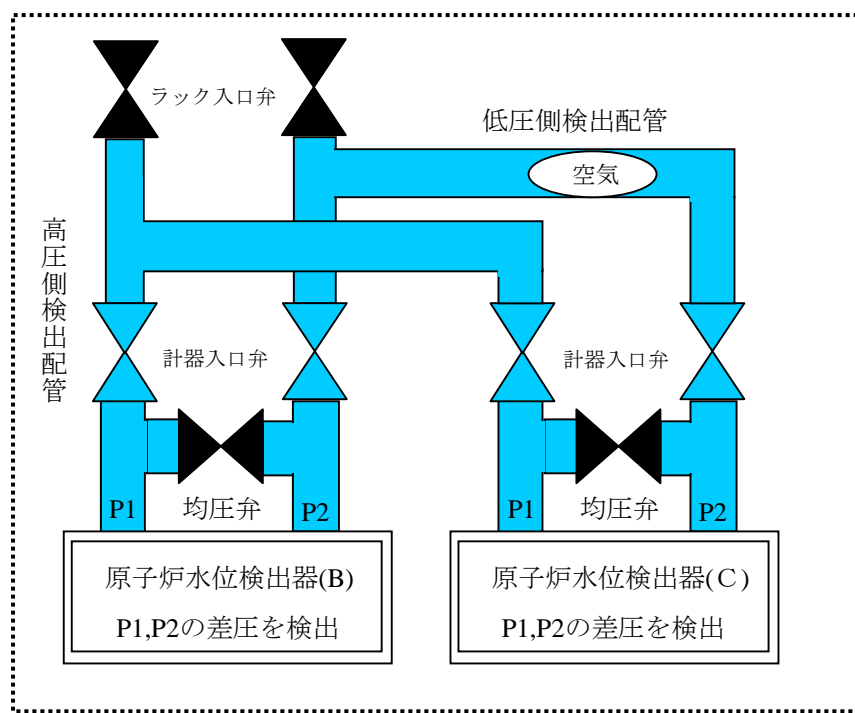 ラック入口弁
低圧側検出配管
空気
高圧側検出配管
計器入口弁
計器入口弁
P1
均圧弁
P2
P1
均圧弁
P2
原子炉水位検出器(B)
P1,P2の差圧を検出
原子炉水位検出器(Ｃ)
P1,P2の差圧を検出